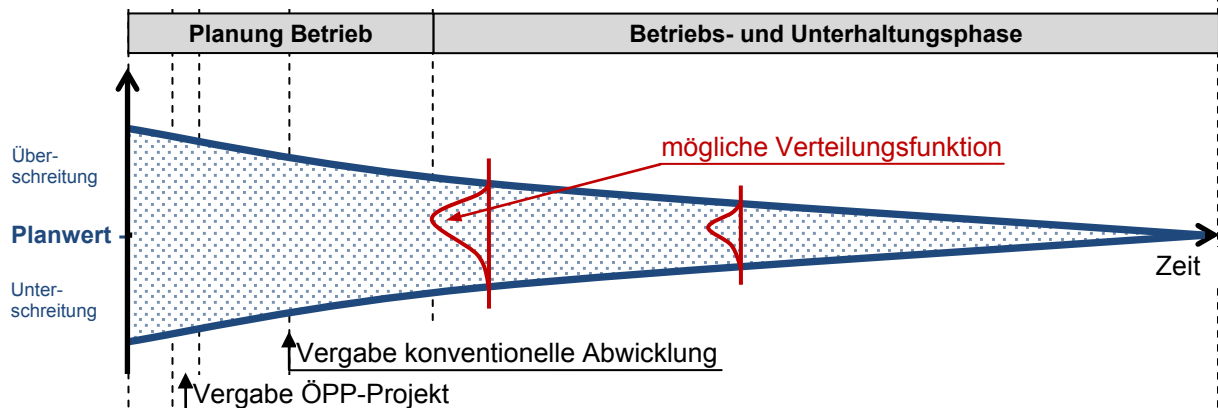 Planung Betrieb
Betriebs- und Unterhaltungsphase
mögliche Verteilungsfunktion
Über-
schreitung
Planwert
Zeit
Unter-
schreitung
Vergabe konventionelle Abwicklung
Vergabe ÖPP-Projekt